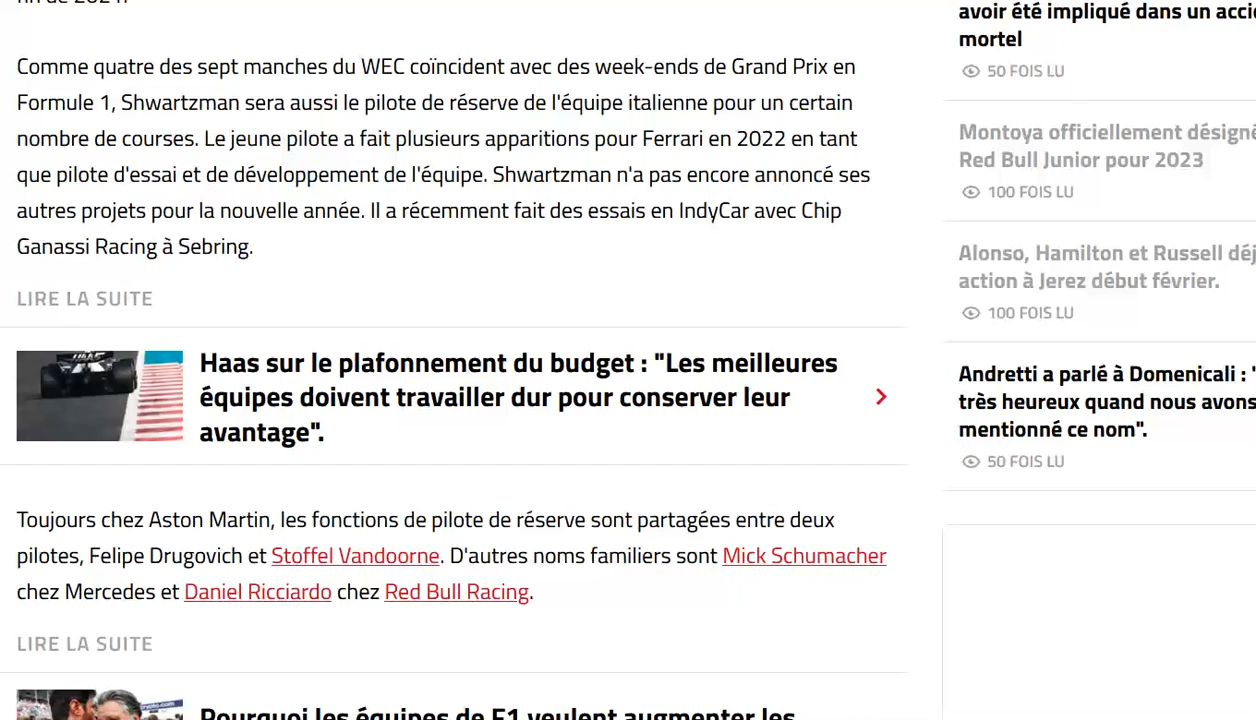 Comme quatre des sept manches du WEC coïncident avec des week-ends de Grand Prix en
Formule 1, Shwartzman sera aussi le pilote de réserve de l'équipe italienne pour un certain
nombre de courses. Le jeune pilote a fait plusieurs apparitions pour Ferrari en 2022 en tant
que pilote d'essai et de développement de l'équipe. Shwartzman n'a pas encore annoncé ses
autres projets pour la nouvelle année. Il a récemment fait des essais en IndyCar avec Chip
Ganassi Racing à Sebring.
LIRE LA SUITE
Haas sur le plafonnement du budget : "Les meilleures
équipes doivent travailler dur pour conserver leur
avantage".
Toujours chez Aston Martin, les fonctions de pilote de réserve sont partagées entre deux
pilotes, Felipe Drugovich et Stoffel Vandoorne. D'autres noms familiers sont Mick Schumacher
chez Mercedes et Daniel Ricciardo chez Red Bull Racing.
LIRE LA SUITE
Pourquoi les équipes de F1 veulent augmenter les
avoir été impliqué dans un
mortel
50 FOIS LU
Montoya officiellement
Red Bull Junior pour 2023
100 FOIS LU
Alonso, Hamilton et Russell
action à Jerez début février.
100 FOIS LU
Andretti a parlé à Domenicali : "
très heureux quand nous avons
mentionné ce nom".
50 FOIS LU